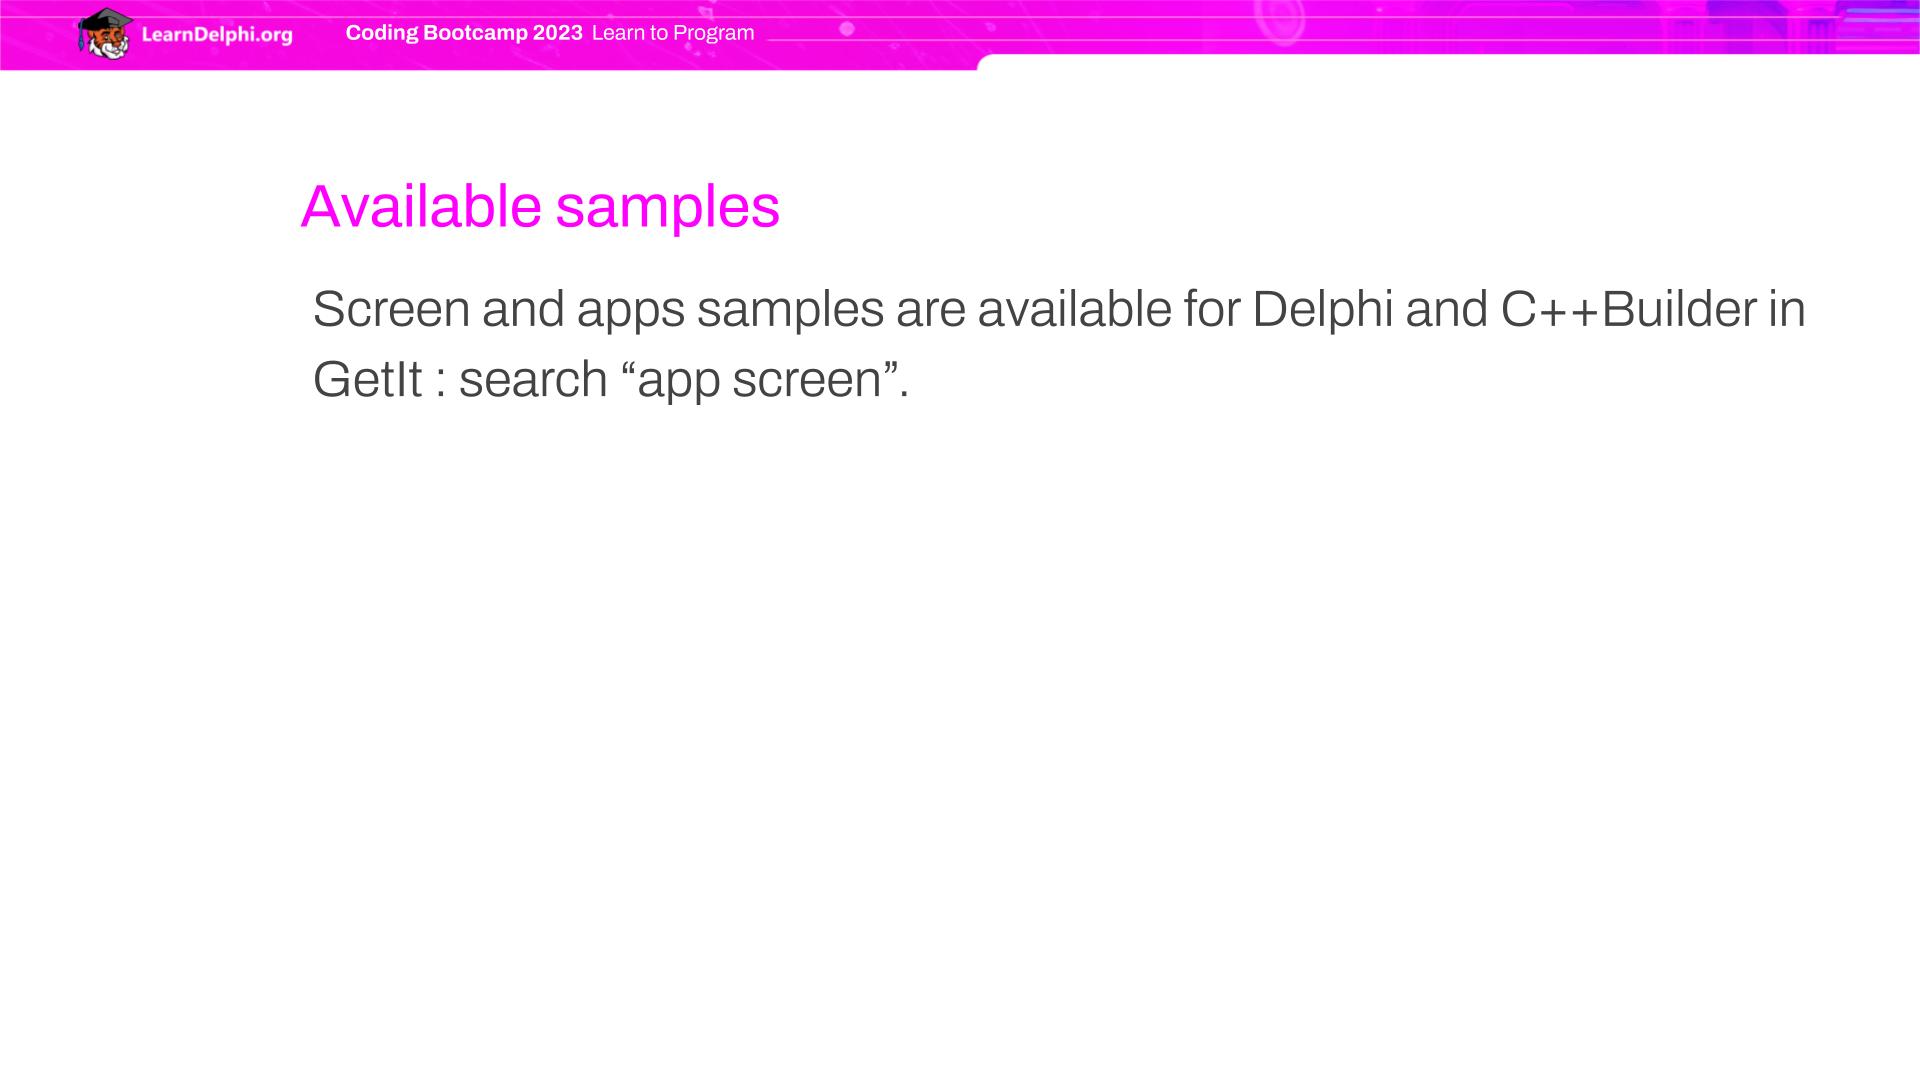 LearnDelphi.org
Coding Bootcamp 2023 Learn to Program
Available samples
Screen and apps samples are available for Delphi and C++Builder in
GetIt : search “app screen”.